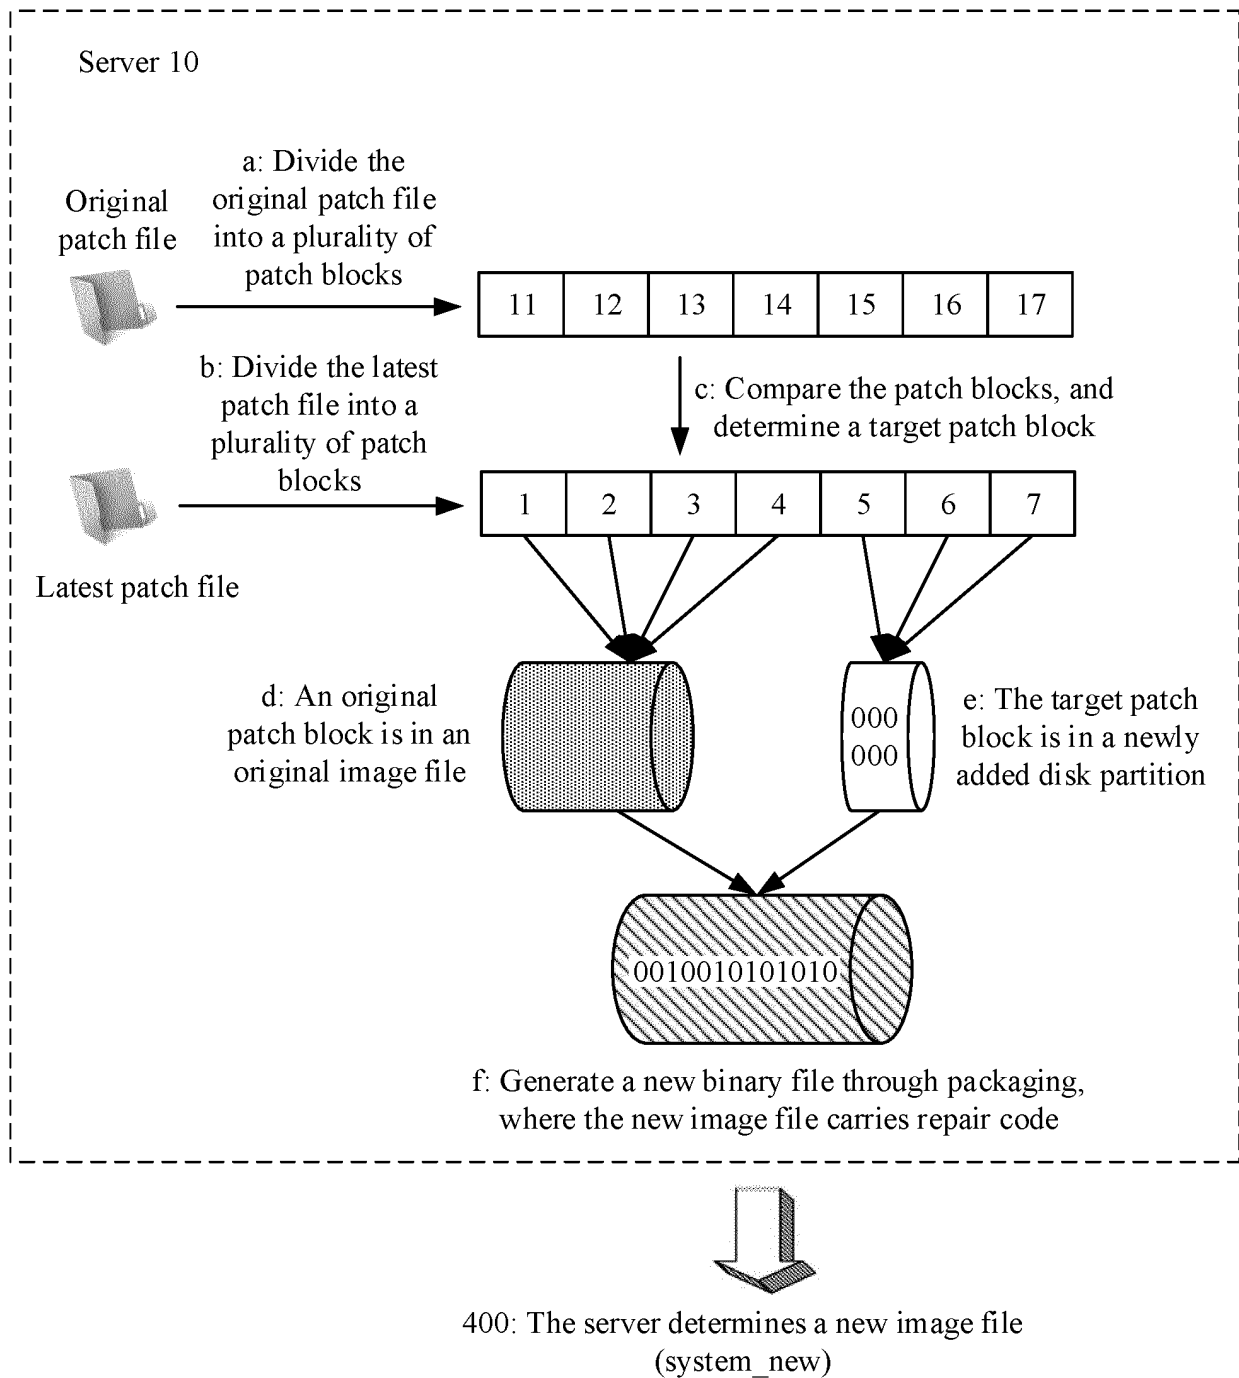 Server 10
a: Divide the
original patch file
into a plurality of
patch blocks
Original
patch file
11 12 13 14 15 16 17
b: Divide the latest
patch file into a
plurality of patch
blocks
c: Compare the patch blocks, and
determine a target patch block
1 2 3 4 5 6 7
Latest patch file
d: An original
patch block is in an
original image file
000
000
e: The target patch
block is in a newly
added disk partition
0010010101010
f: Generate a new binary file through packaging,
where the new image file carries repair code
400: The server determines a new image file
(system_new)